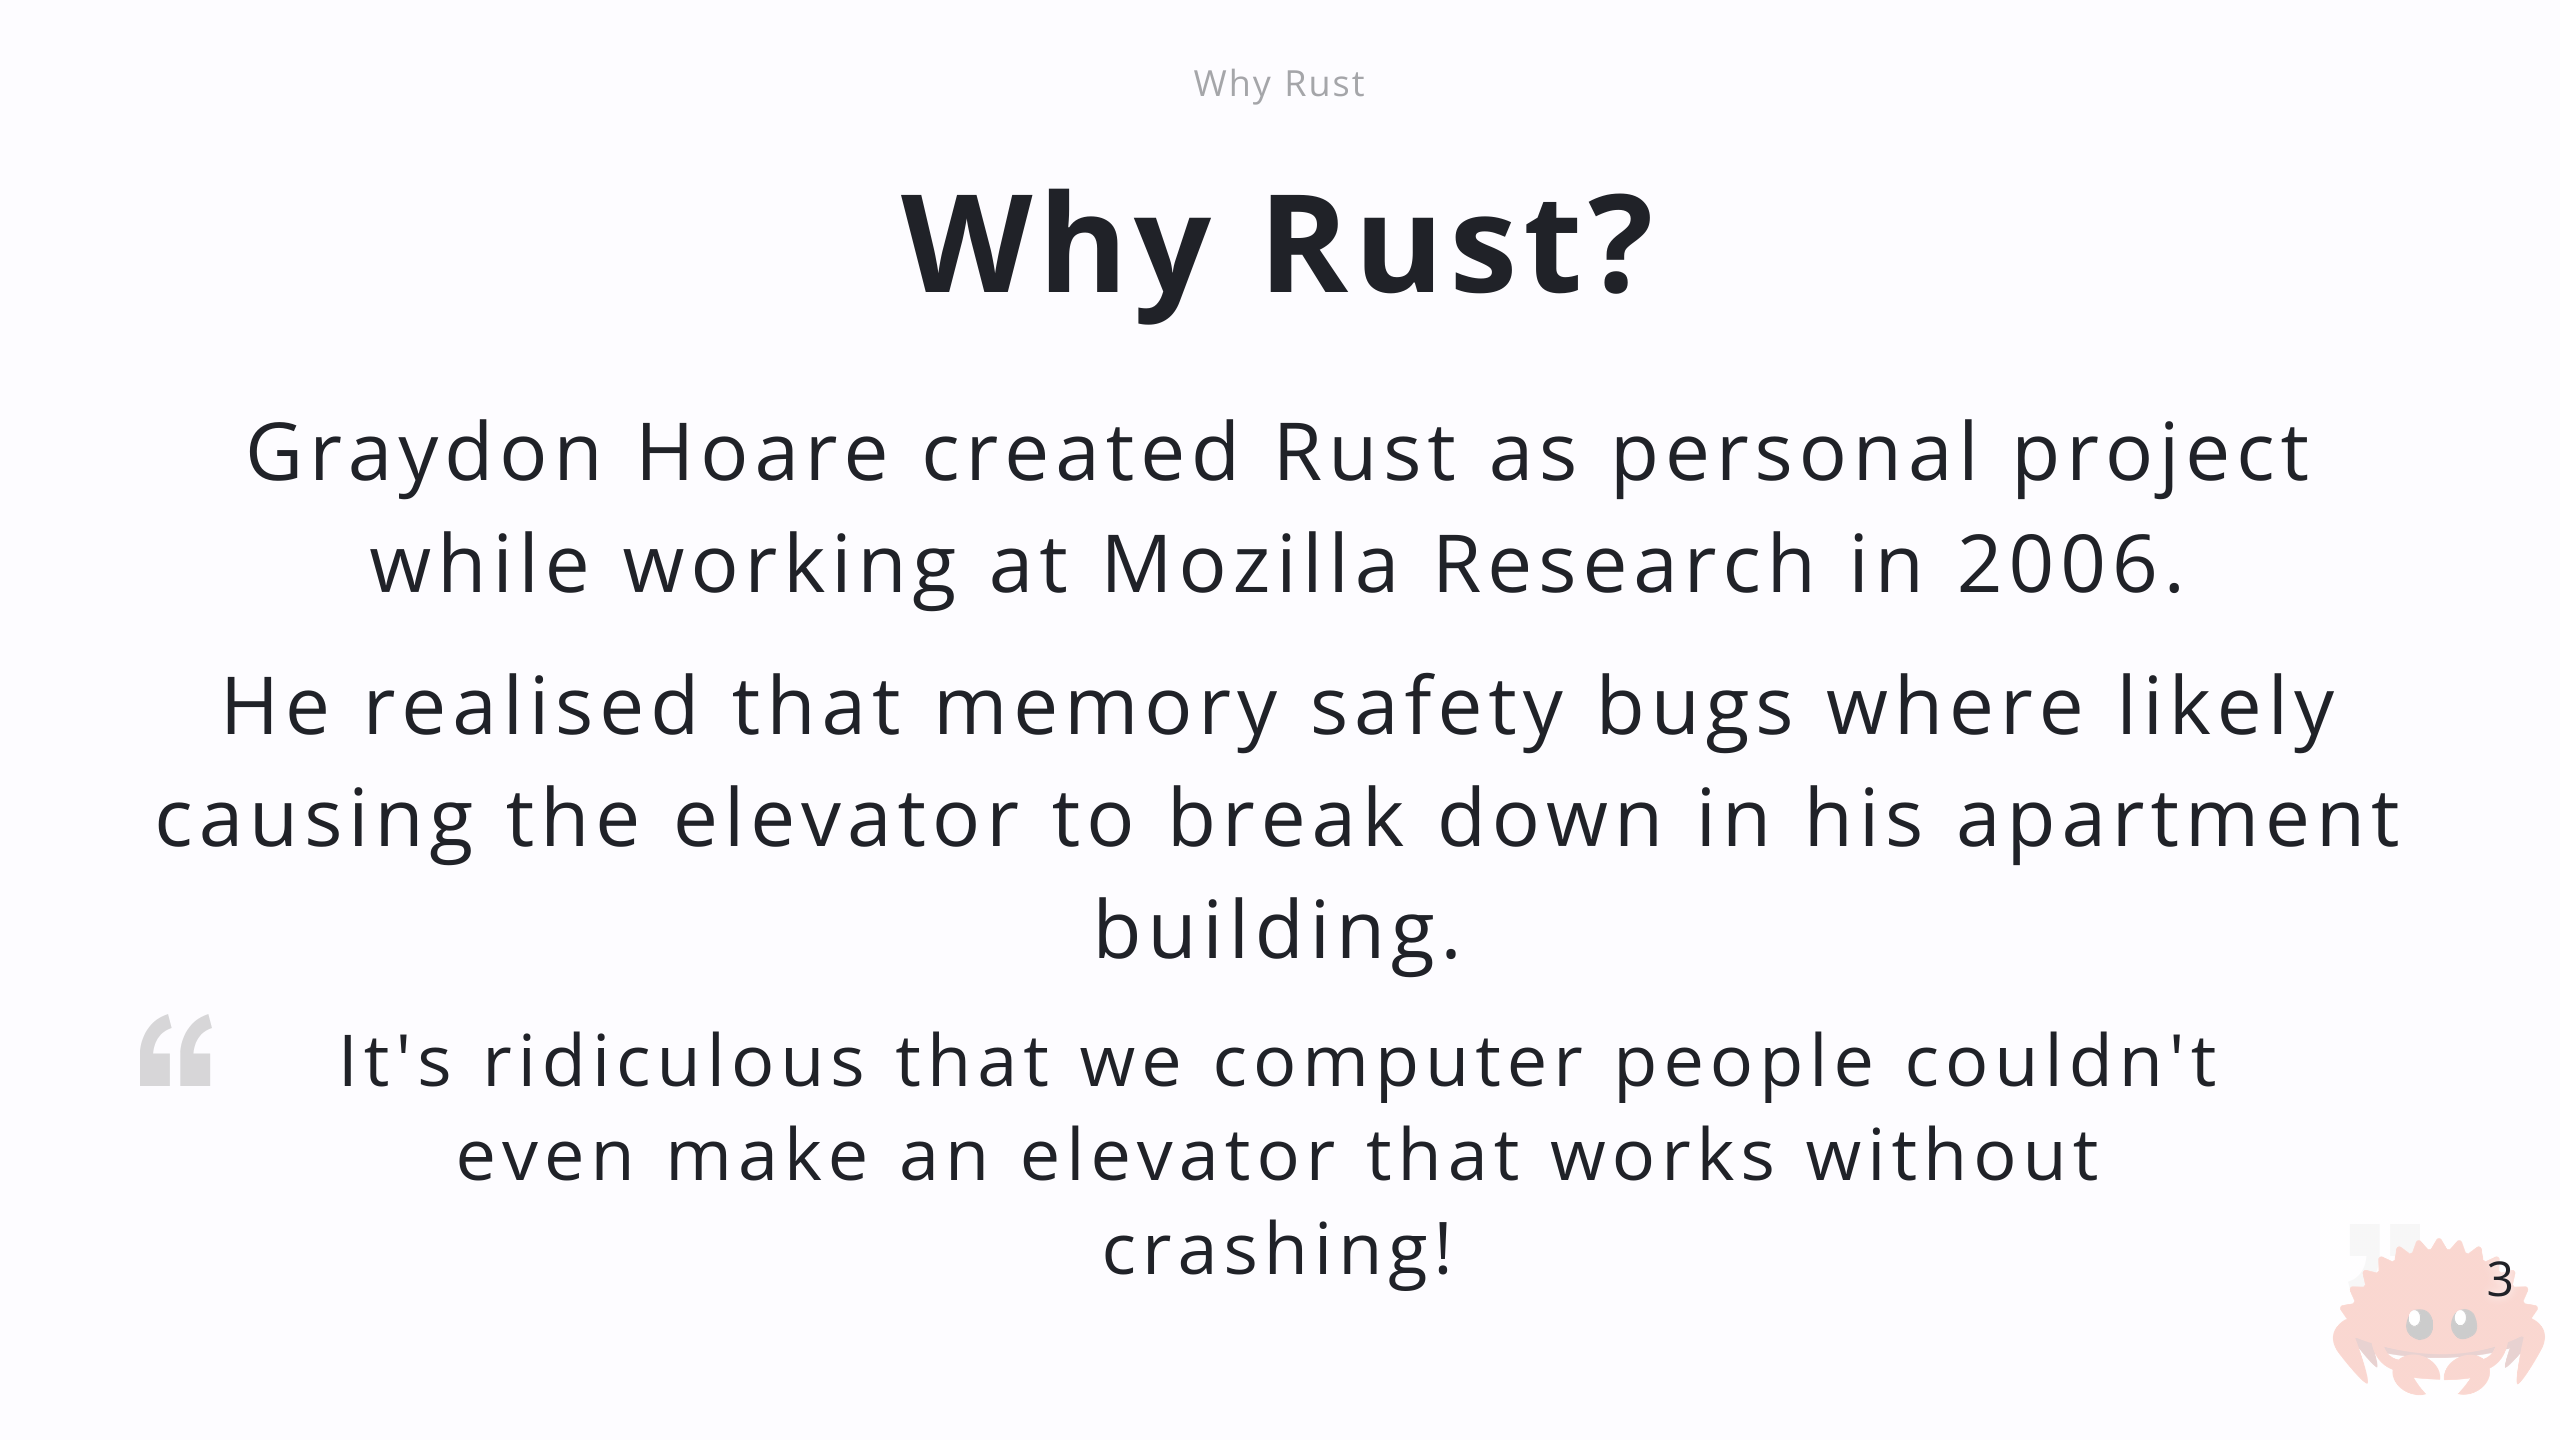 Why Rust
Why Rust?
Graydon Hoare created Rust as personal project
while working at Mozilla Research in 2006.
He realised that memory safety bugs where likely
causing the elevator to break down in his apartment
building.
“ It's ridiculous that we computer people couldn't
even make an elevator that works without
crashing! ”
3